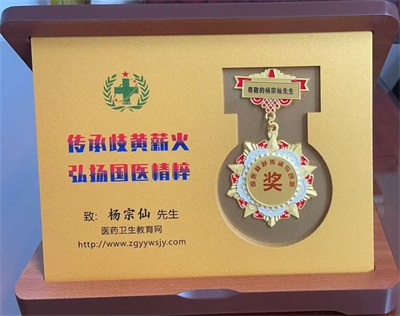 传承歧黄薪火
弘扬国医精粹
致: 杨宗仙 先生
医药卫生教育网
http://www.zgyywsjy.com
尊敬的杨宗仙先生
奖